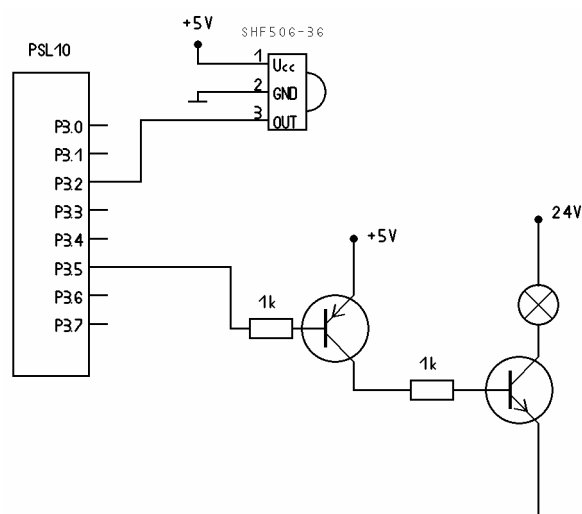 +5V
SHF506-36
PSL10
1
Ucc
2
GND
3
OUT
P3.0
P3.1
P3.2
P3.3
P3.4
P3.5
P3.6
P3.7
24V
+5V
1k
1k